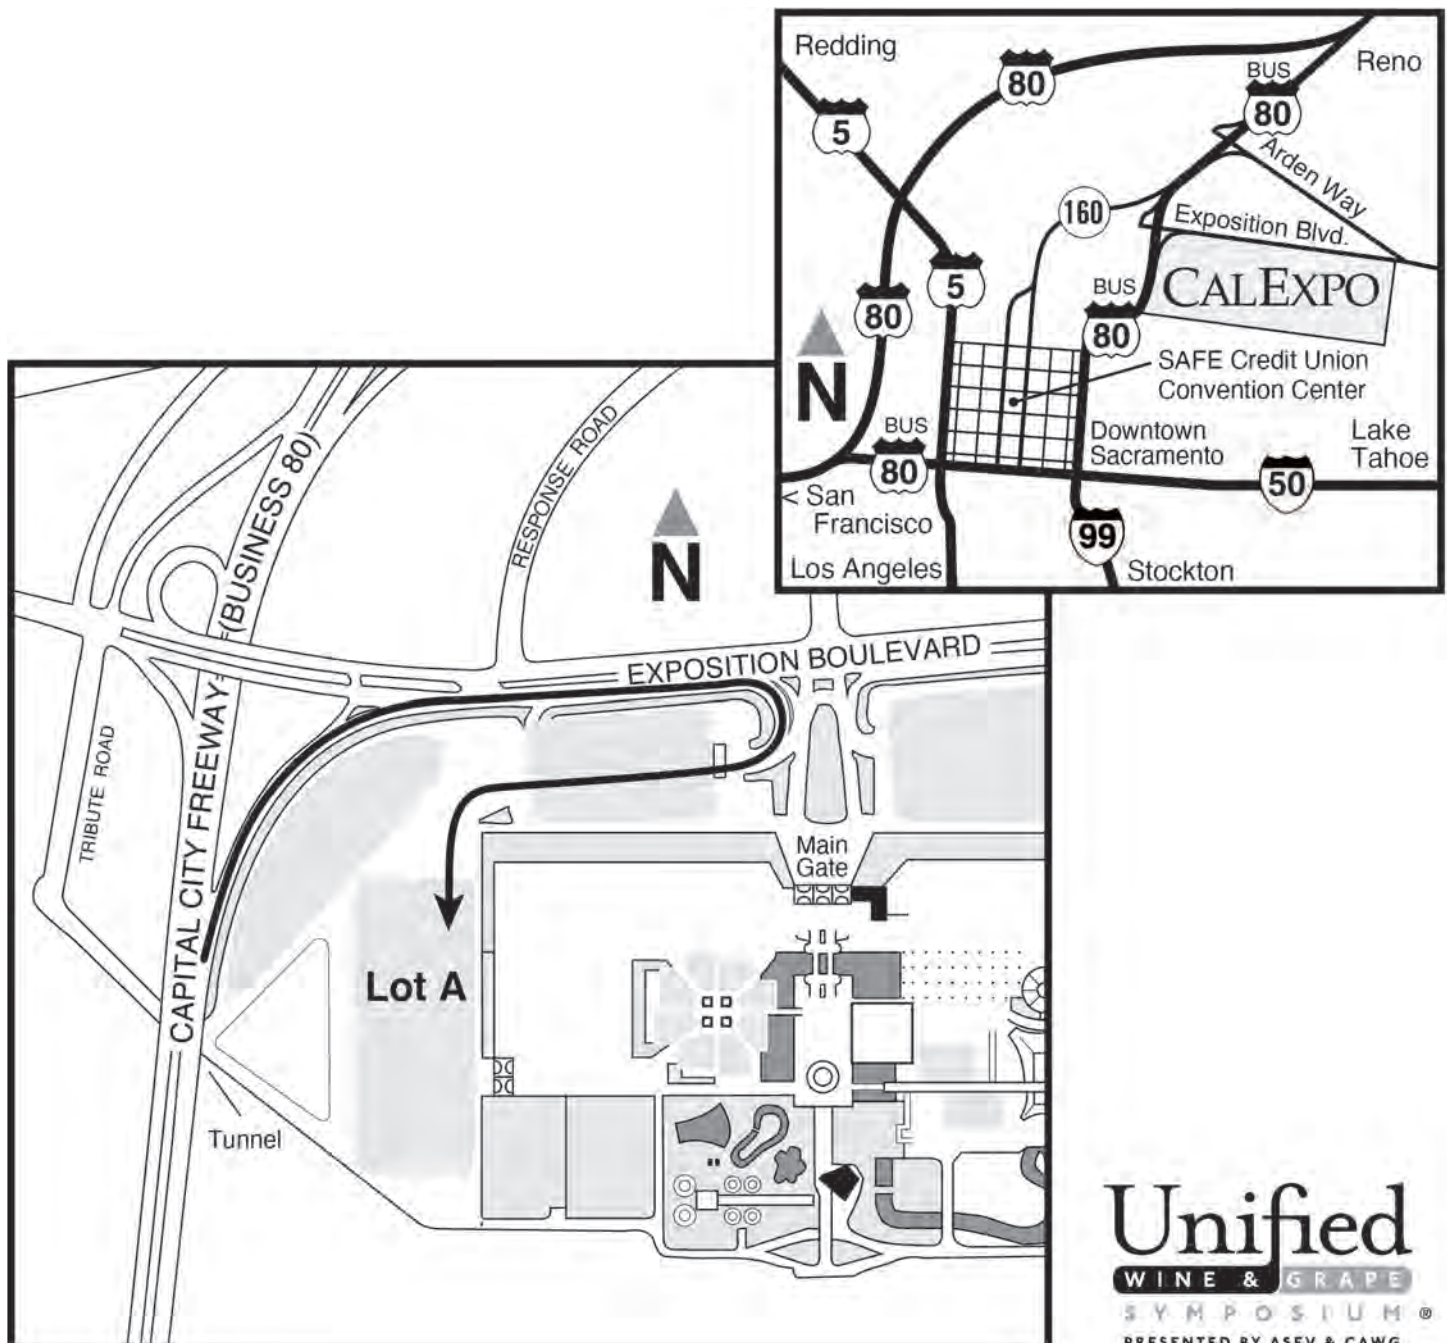 Redding
80
Reno
BUS
80
5
Arden Way
160
Exposition Blvd.
CALEXPO
5
BUS
80
80
N
SAFE Credit Union
Convention Center
BUS
80
Downtown
Sacramento
Lake
Tahoe
50
< San
Francisco
99
Los Angeles
Stockton
CAPITAL CITY FREEWAY (BUSINESS 80)
RESPONSE ROAD
N
EXPOSITION BOULEVARD
TRIBUTE ROAD
Main
Gate
Lot A
Tunnel
Unified
WINE & GRAPE
SYMPOSIUM ®
PRESENTED BY ASEV & CAWG